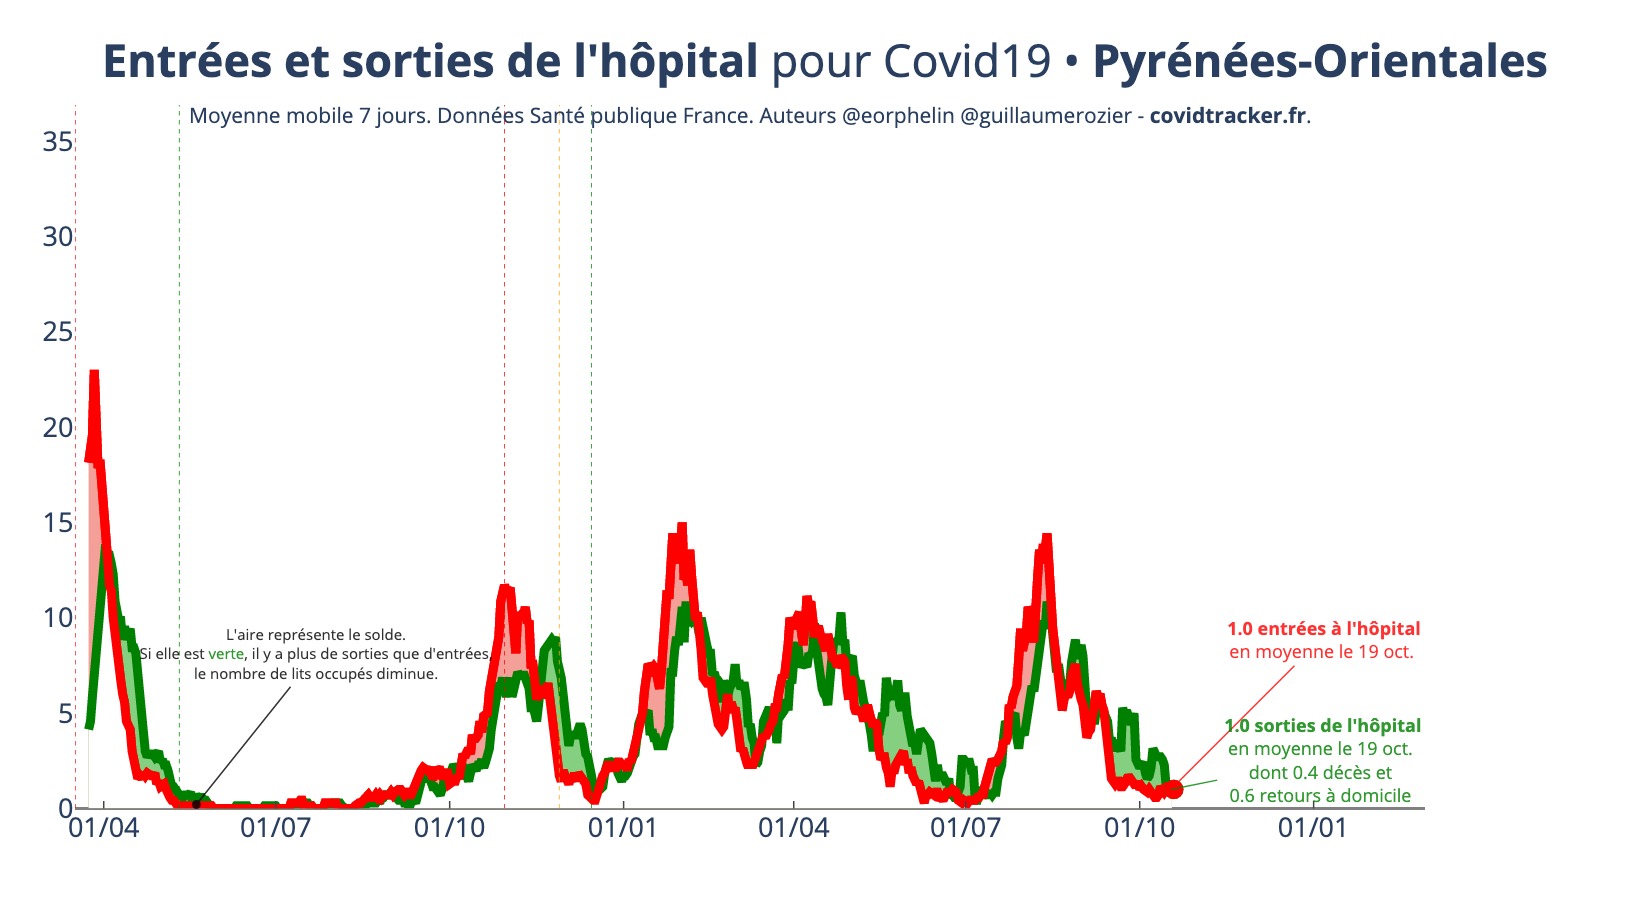 Entrées et sorties de l'hôpital pour Covid19 • Pyrénées-Orientales
Moyenne mobile 7 jours. Données Santé publique France. Auteurs @eorphelin @guillaumerozier - covidtracker.fr.
35
30
25
20
15
10
5
0
L'aire représente le solde.
Si elle est verte, il y a plus de sorties que d'entrées,
le nombre de lits occupés diminue.
1.0 entrées à l'hôpital
en moyenne le 19 oct.
1.0 sorties de l'hôpital
en moyenne le 19 oct.
dont 0.4 décès et
0.6 retours à domicile
01/04 01/07 01/10 01/01 01/04 01/07 01/10 01/01